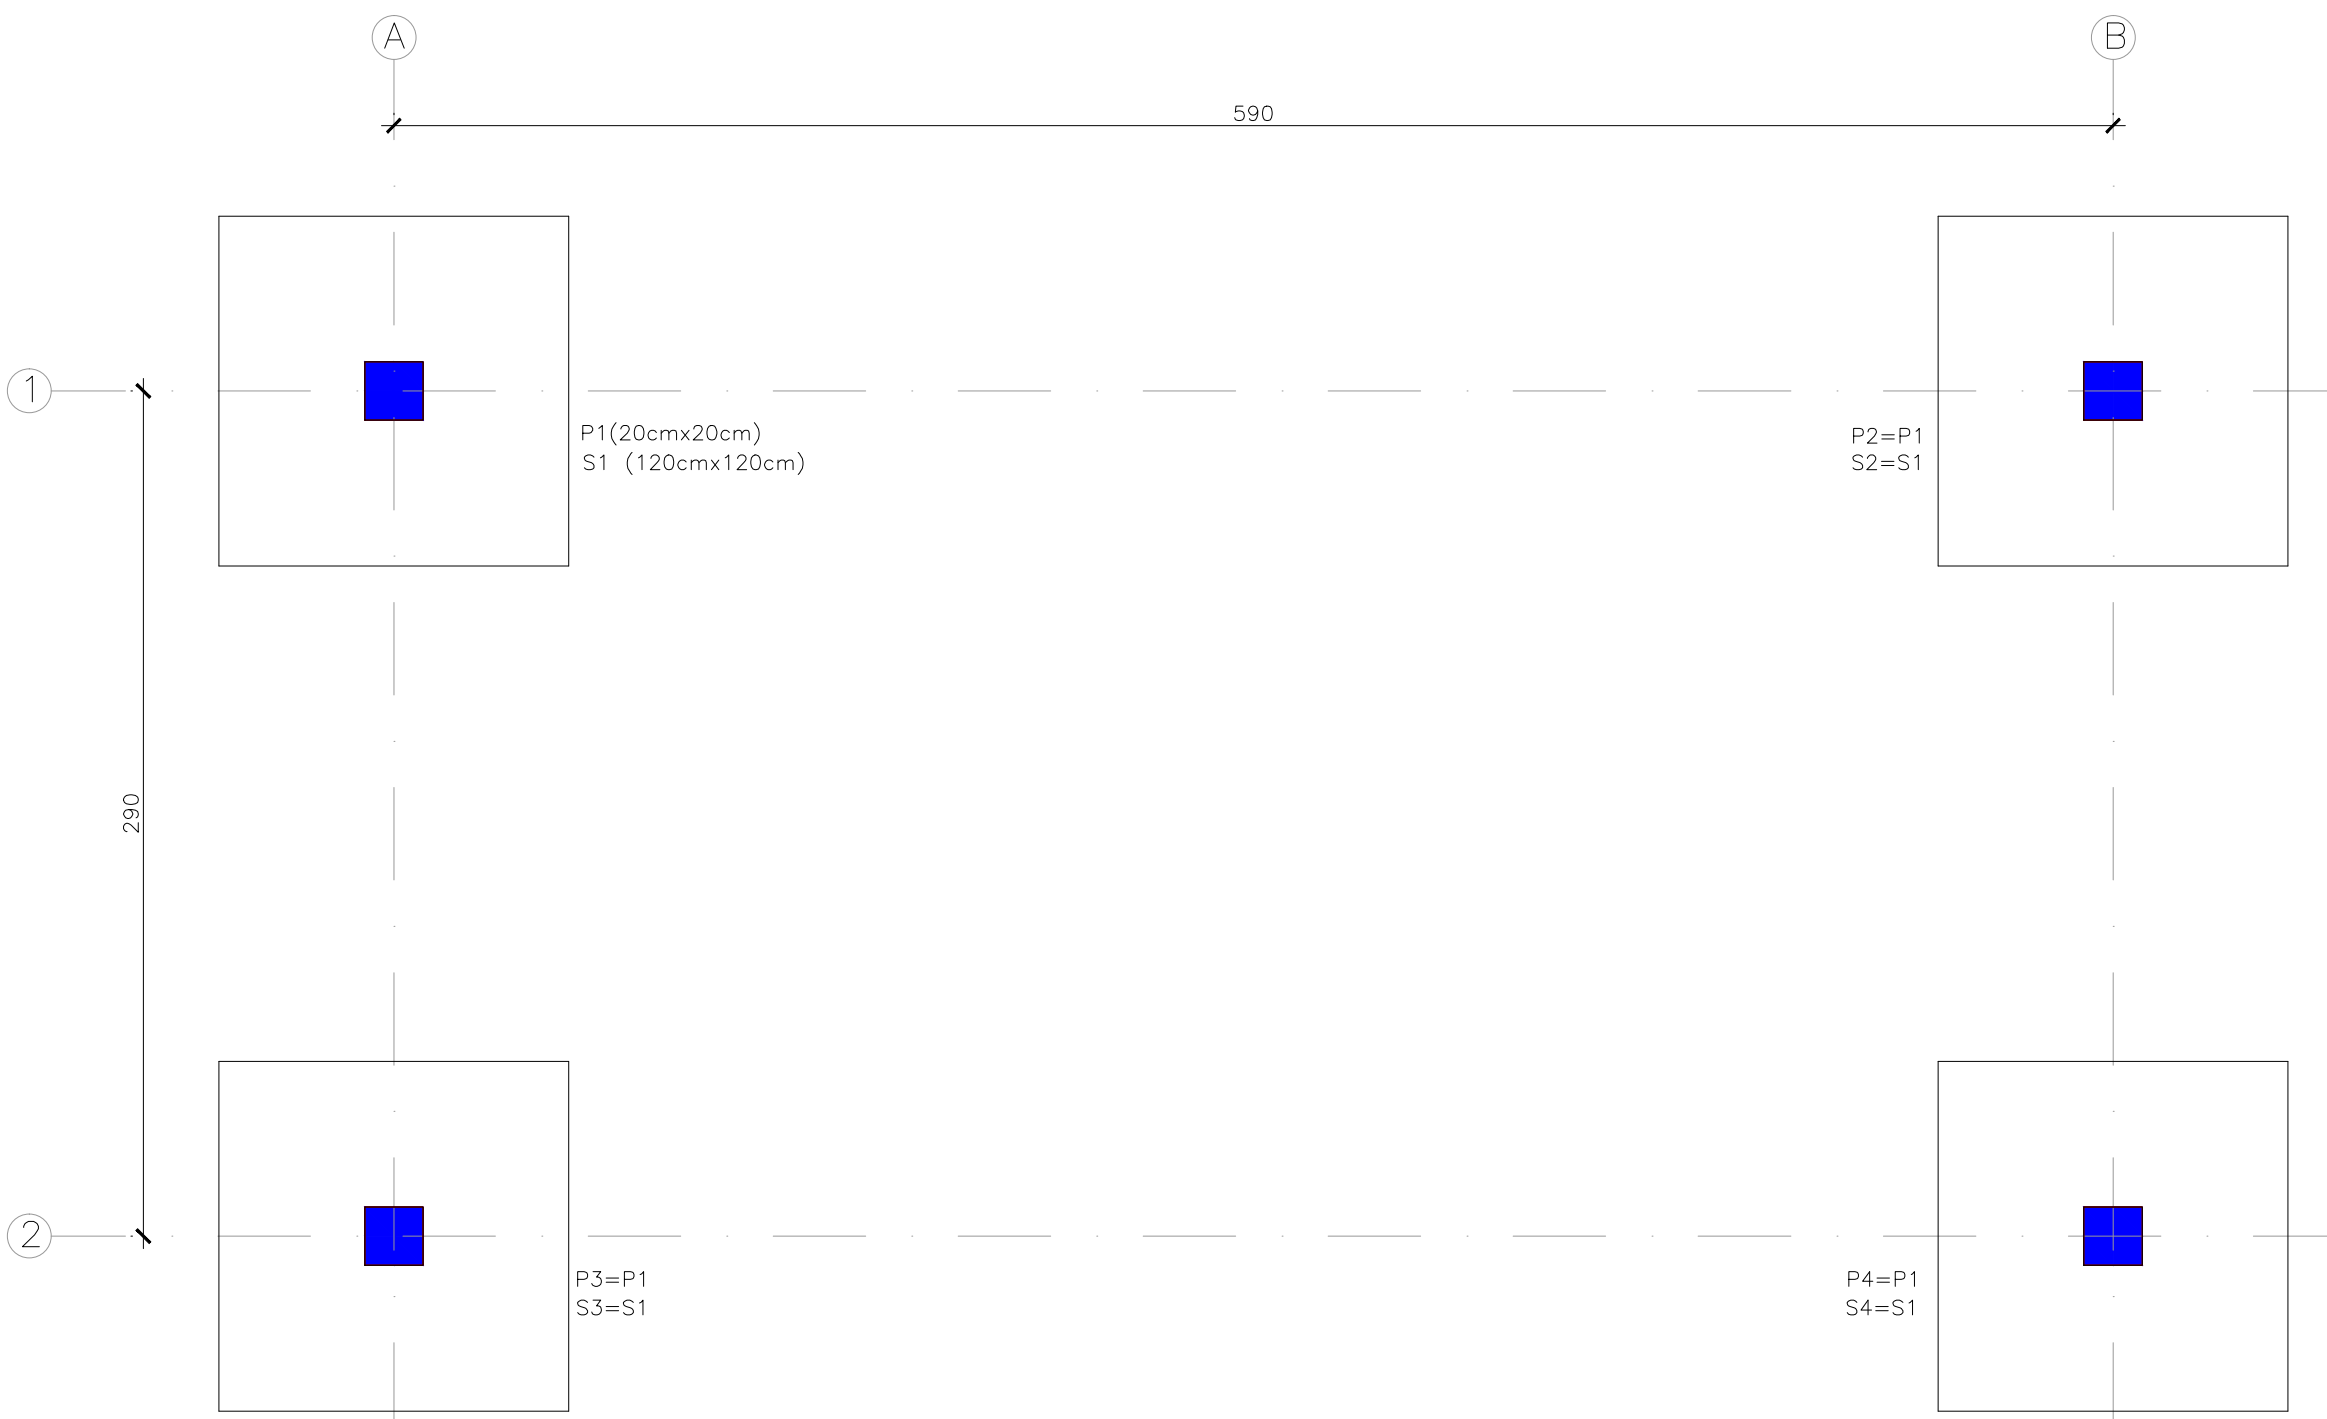 A
B
590
1
P1(20cmx20cm)
S1 (120cmx120cm)
P2=P1
S2=S1
290
2
P3=P1
S3=S1
P4=P1
S4=S1